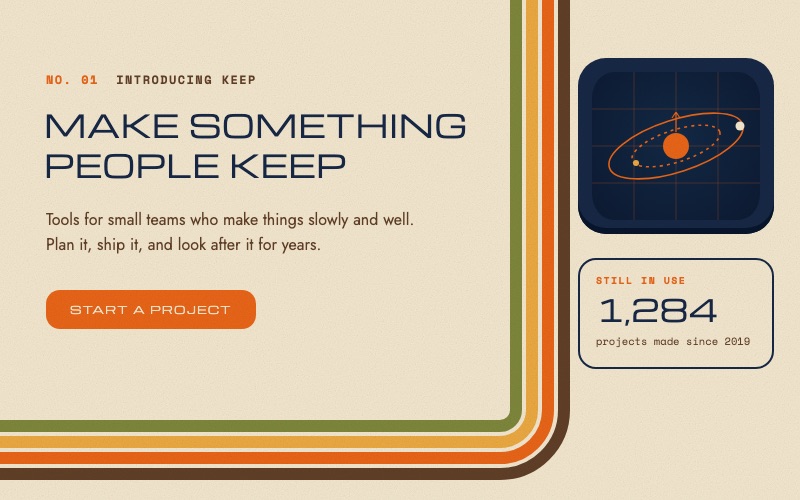 NO. 01 INTRODUCING KEEP
MAKE SOMETHING
PEOPLE KEEP
Tools for small teams who make things slowly and well.
Plan it, ship it, and look after it for years.
START A PROJECT
STILL IN USE
1,284
projects made since 2019